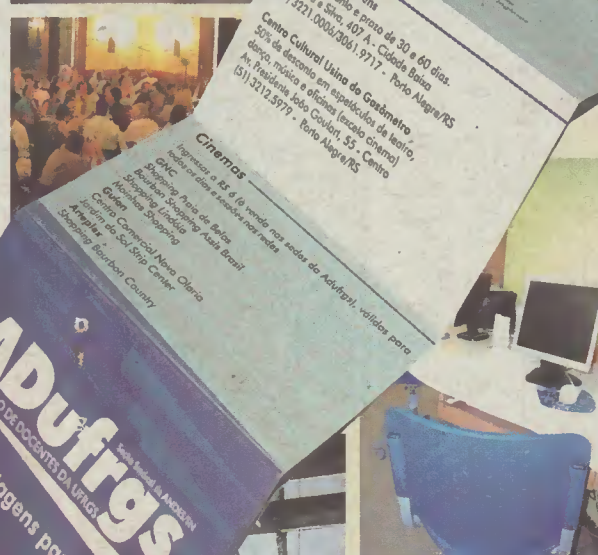 e prazo de 30 e 60 dias.
e Silva, 407 A - Cidade Baixa
3221.0006/3061.9717 - Porto Alegre/RS
Centro Cultural Usina do Gasômetro
50% de desconto em espetáculos de teatro,
dança, música e oficinas (exceto cinema)
Av. Presidente João Goulart, 55, Centro
(51) 3212.5979 - Porto Alegre/RS
Cinemas
Ingressos a R$ 6 (à venda nas sedes da Adufrgs), válidos para
todos os dias e sessões nas redes
GNC
Shopping Praia de Belas
Bourbon Shopping Assis Brasil
Shopping Lindóia
Moinhos Shopping
Guion
Centro Comercial Nova Olaria
Jardim do Sol Strip Center
Arteplex
Shopping Bourbon Country
ADufrgs
DE DOCENTES DA UFRGS
Seção Sindical do ANDES/SN